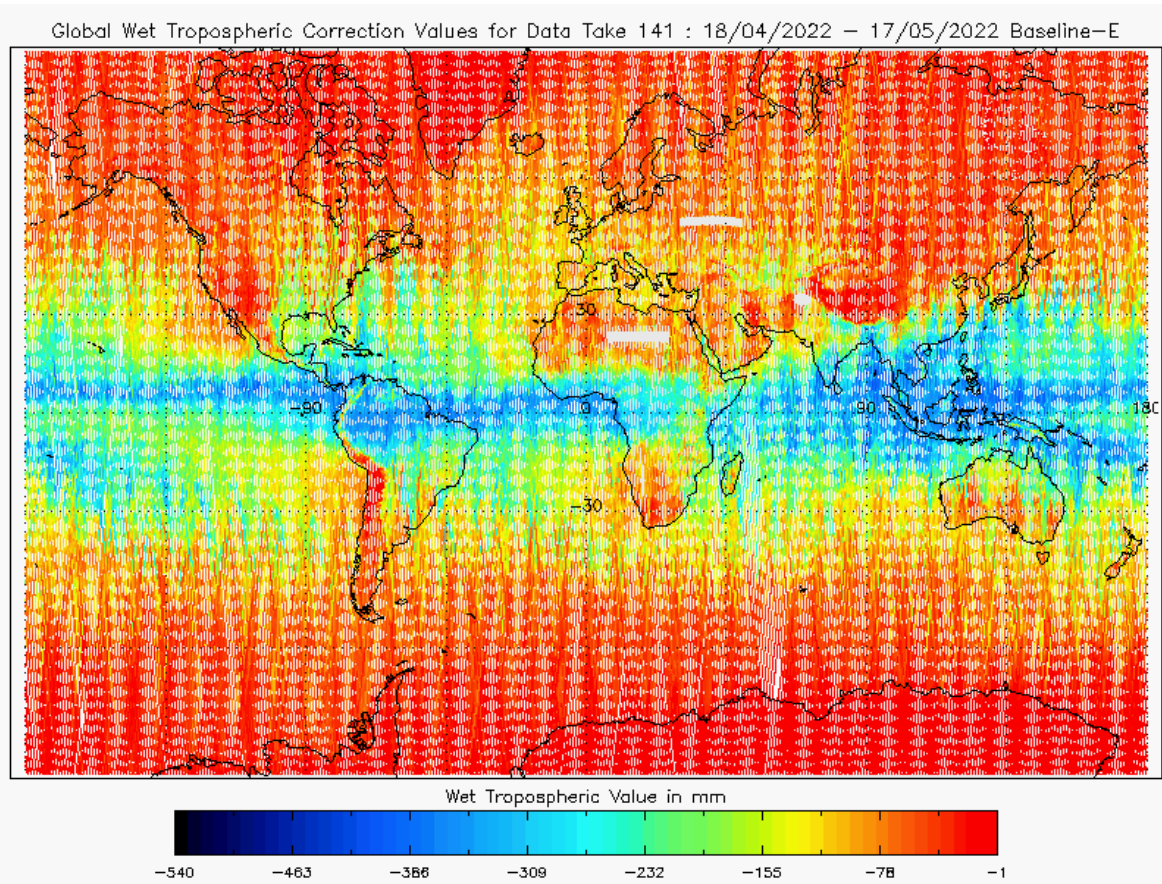 Global Wet Tropospheric Correction Values for Data Take 141 : 18/04/2022 – 17/05/2022 Baseline–E
30
–90 0 90 180
–30
Wet Tropospheric Value in mm
–540 –463 –386 –309 –232 –155 –78 –1